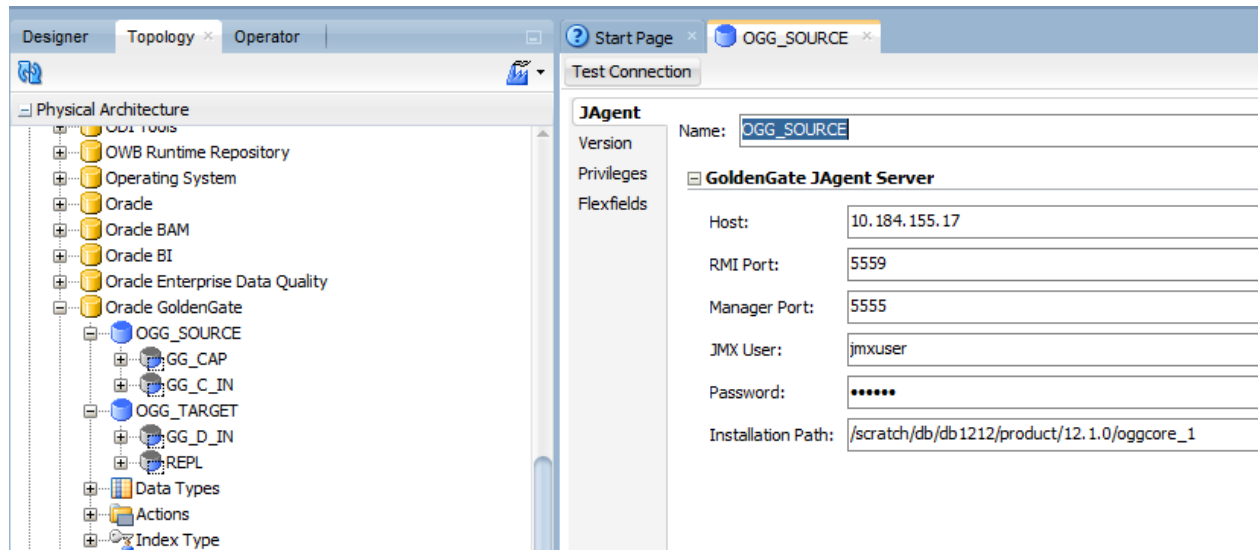 Designer Topology Operator
Start Page OGG_SOURCE
Test Connection
Physical Architecture
ODI Tools
OWB Runtime Repository
Operating System
Oracle
Oracle BAM
Oracle BI
Oracle Enterprise Data Quality
Oracle GoldenGate
OGG_SOURCE
GG_CAP
GG_C_IN
OGG_TARGET
GG_D_IN
REPL
Data Types
Actions
Index Type
JAgent
Version
Privileges
Flexfields
Name: OGG_SOURCE
GoldenGate JAgent Server
Host: 10.184.155.17
RMI Port: 5559
Manager Port: 5555
JMX User: jmxuser
Password: ••••••
Installation Path: /scratch/db/db1212/product/12.1.0/oggcore_1